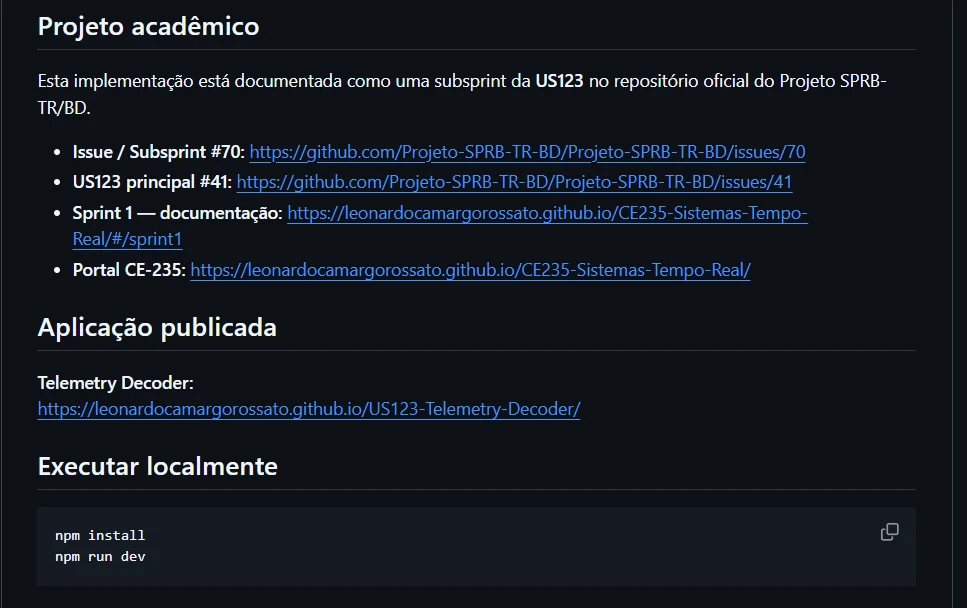 Projeto acadêmico
Esta implementação está documentada como uma subsprint da US123 no repositório oficial do Projeto SPRB-
TR/BD.
Issue / Subsprint #70: https://github.com/Projeto-SPRB-TR-BD/Projeto-SPRB-TR-BD/issues/70
US123 principal #41: https://github.com/Projeto-SPRB-TR-BD/Projeto-SPRB-TR-BD/issues/41
Sprint 1 — documentação: https://leonardocamargorossato.github.io/CE235-Sistemas-Tempo-
Real/#/sprint1
Portal CE-235: https://leonardocamargorossato.github.io/CE235-Sistemas-Tempo-Real/
Aplicação publicada
Telemetry Decoder:
https://leonardocamargorossato.github.io/US123-Telemetry-Decoder/
Executar localmente
npm install
npm run dev